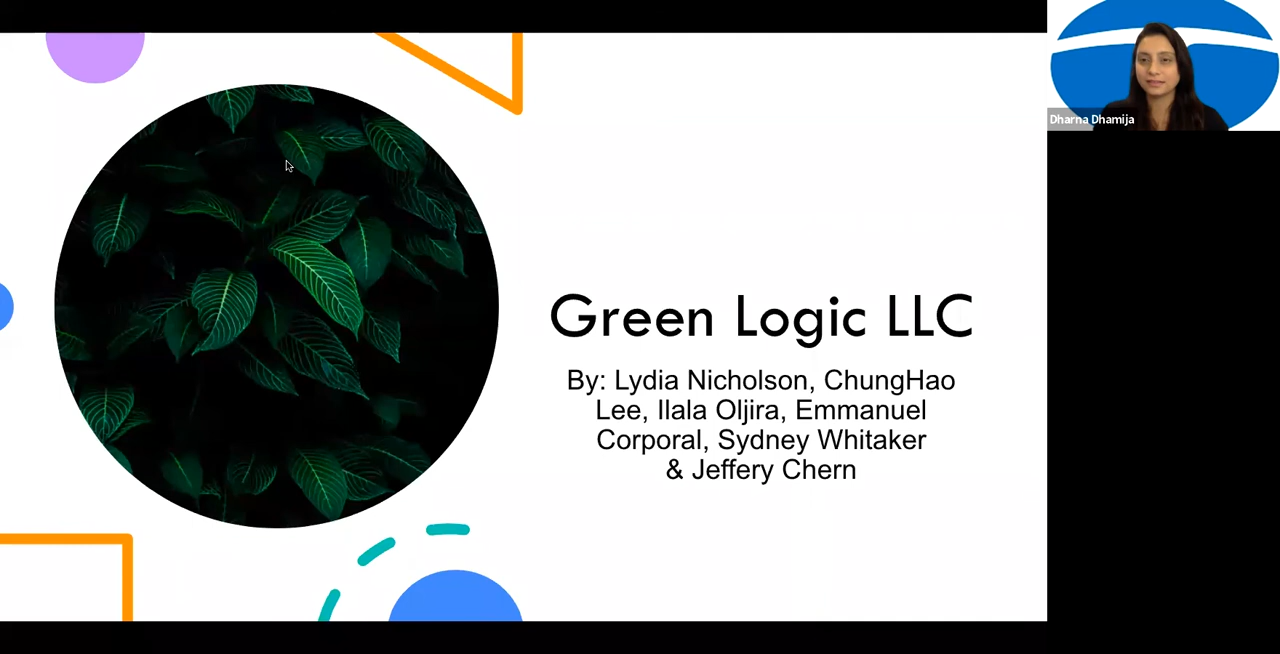 Dharna Dhamija
Green Logic LLC
By: Lydia Nicholson, ChungHao
Lee, Ilala Oljira, Emmanuel
Corporal, Sydney Whitaker
& Jeffery Chern